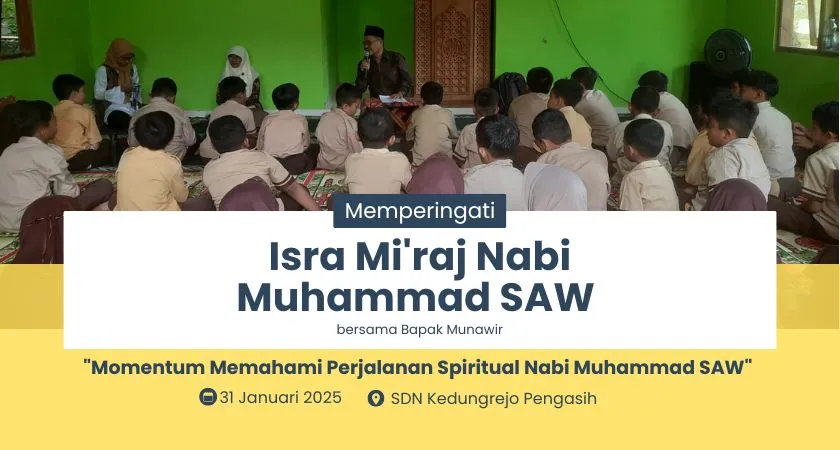 Memperingati
Isra Mi'raj Nabi
Muhammad SAW
bersama Bapak Munawir
"Momentum Memahami Perjalanan Spiritual Nabi Muhammad SAW"
31 Januari 2025 SDN Kedungrejo Pengasih